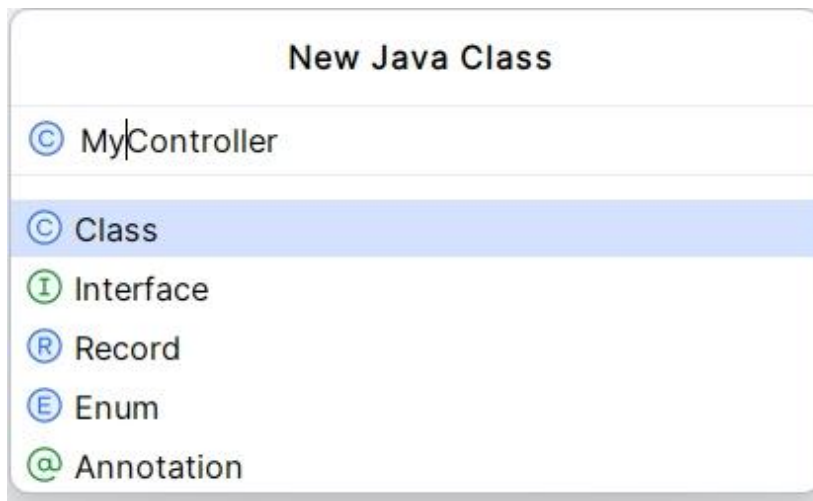 New Java Class
Ⓒ MyController
Ⓒ Class
Ⓘ Interface
Ⓡ Record
Ⓔ Enum
@ Annotation